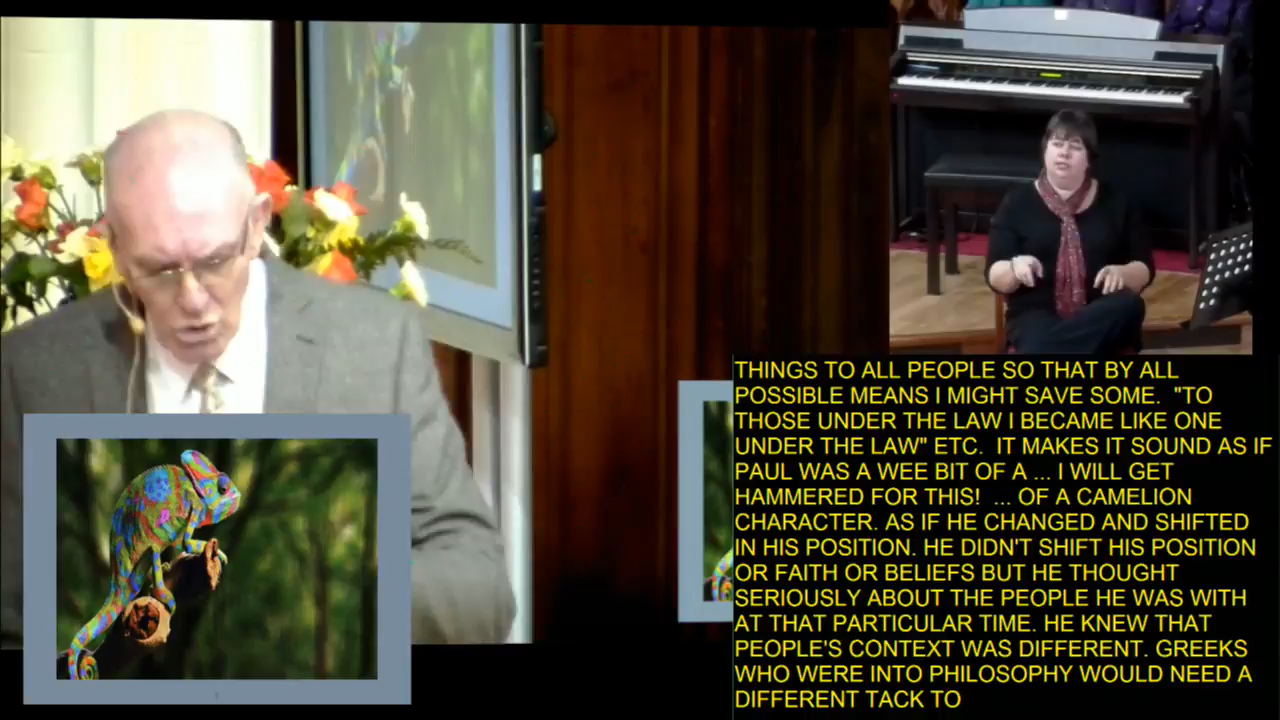 THINGS TO ALL PEOPLE SO THAT BY ALL
POSSIBLE MEANS I MIGHT SAVE SOME. "TO
THOSE UNDER THE LAW I BECAME LIKE ONE
UNDER THE LAW" ETC. IT MAKES IT SOUND AS IF
PAUL WAS A WEE BIT OF A ... I WILL GET
HAMMERED FOR THIS! ... OF A CAMELION
CHARACTER. AS IF HE CHANGED AND SHIFTED
IN HIS POSITION. HE DIDN'T SHIFT HIS POSITION
OR FAITH OR BELIEFS BUT HE THOUGHT
SERIOUSLY ABOUT THE PEOPLE HE WAS WITH
AT THAT PARTICULAR TIME. HE KNEW THAT
PEOPLE'S CONTEXT WAS DIFFERENT. GREEKS
WHO WERE INTO PHILOSOPHY WOULD NEED A
DIFFERENT TACK TO